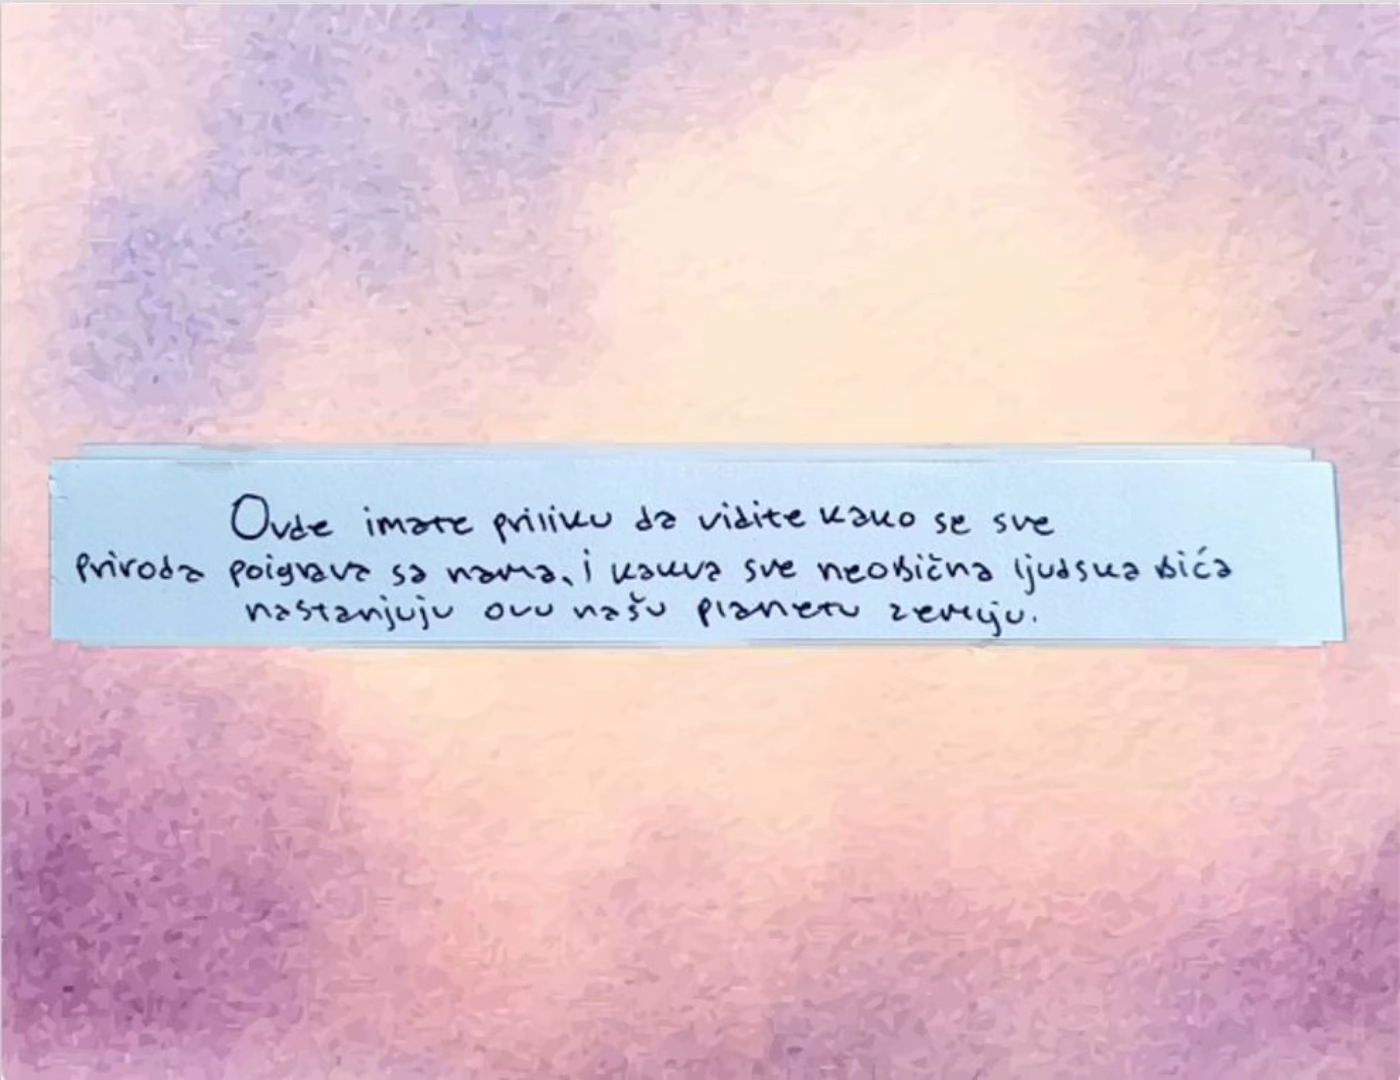 Ovde imate priliku da vidite kako se sve
priroda poigrava sa nama, i kakva sve neobična ljudska bića
nastanjuju ovu našu planetu zemlju.